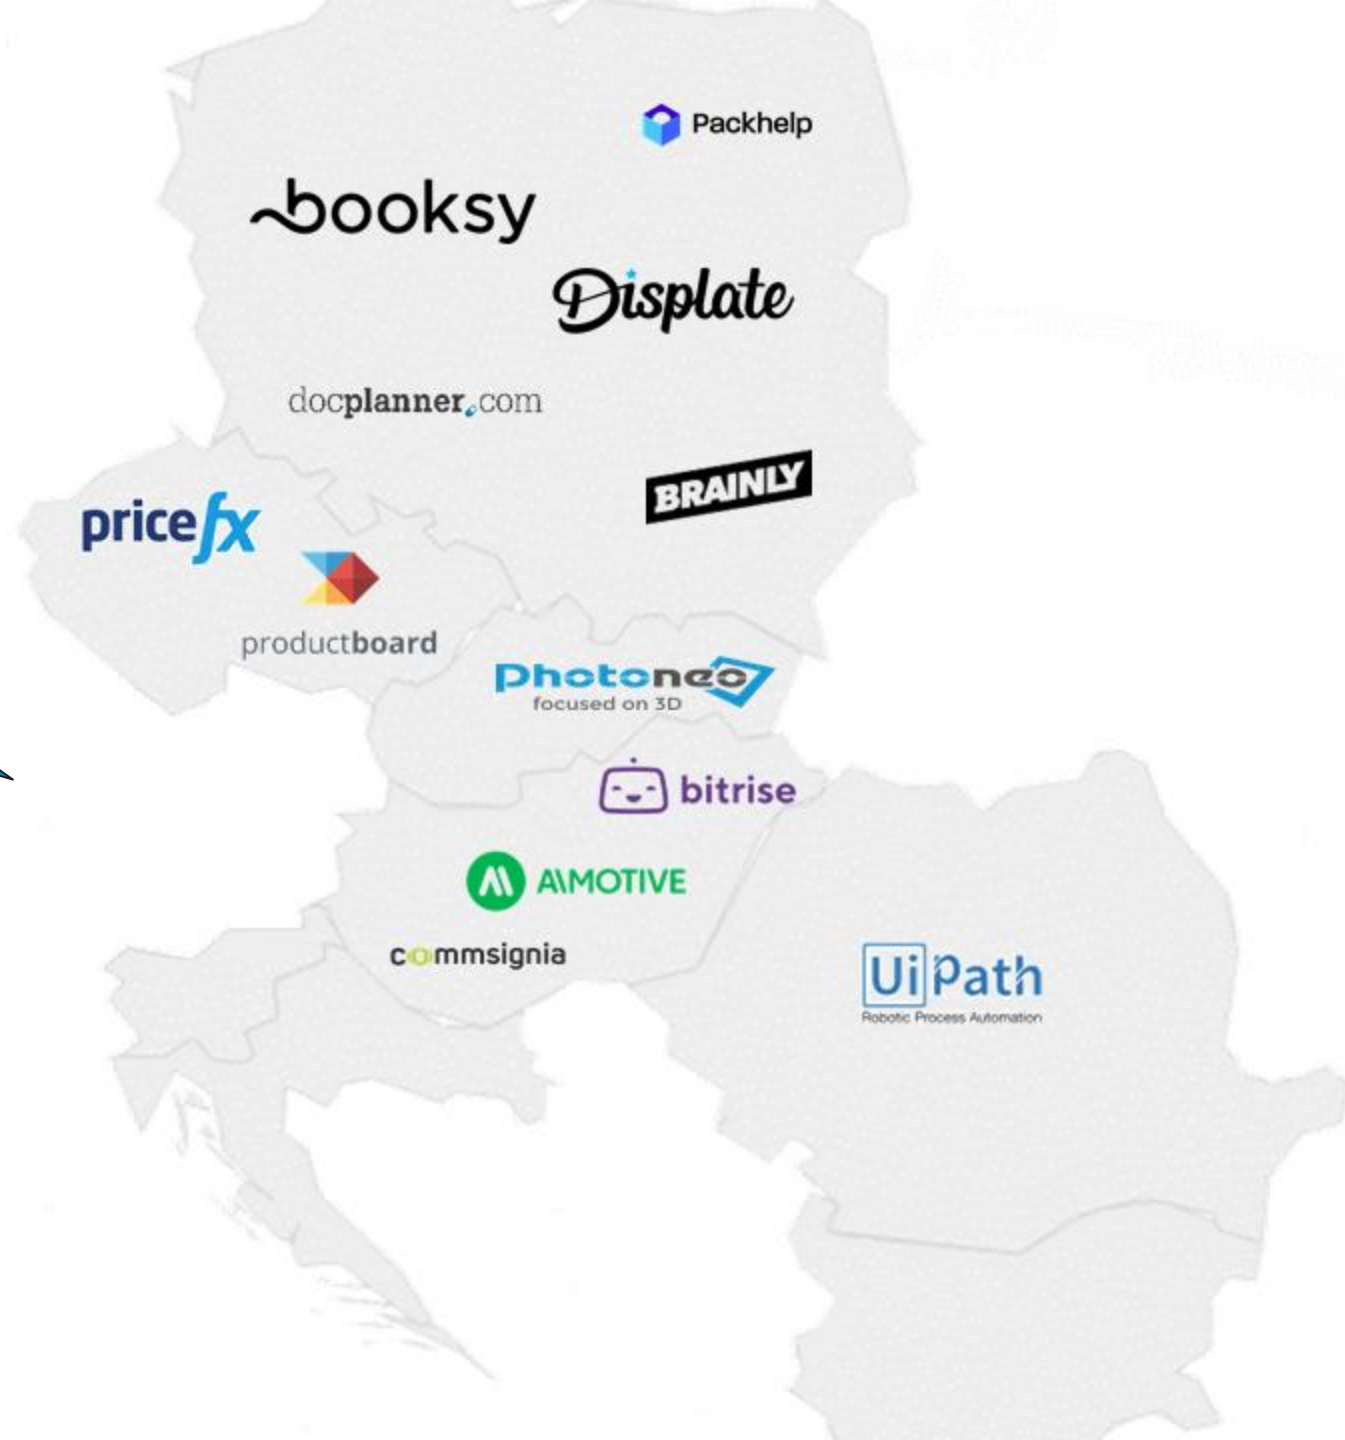 Packhelp
booksy
Displate
docplanner.com
BRAINLY
pricefx
productboard
Photoneo
focused on 3D
bitrise
AIMOTIVE
commsignia
UiPath
Robotic Process Automation